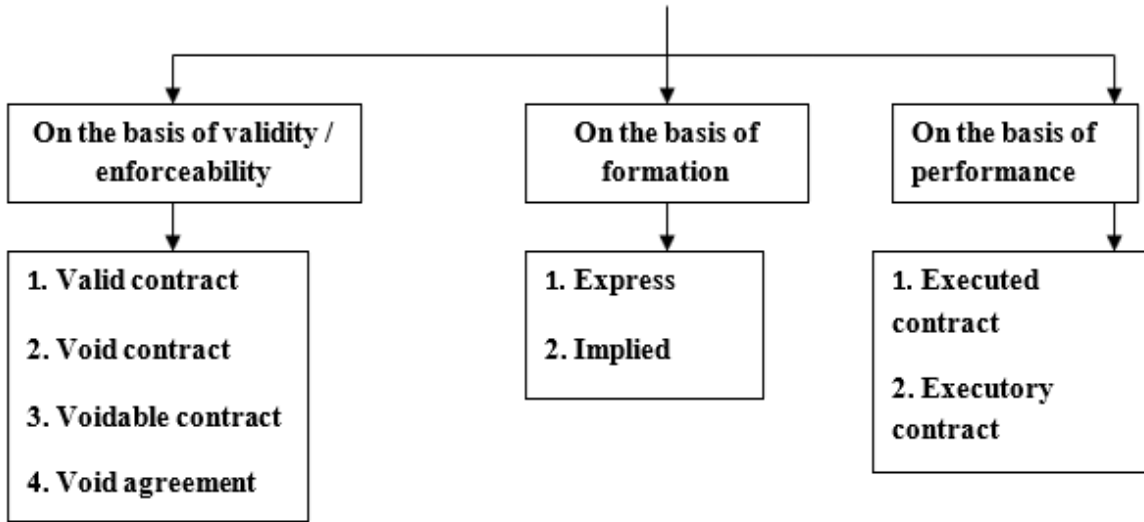 On the basis of validity /
enforceability
On the basis of
formation
On the basis of
performance
1. Valid contract
2. Void contract
3. Voidable contract
4. Void agreement
1. Express
2. Implied
1. Executed
contract
2. Executory
contract